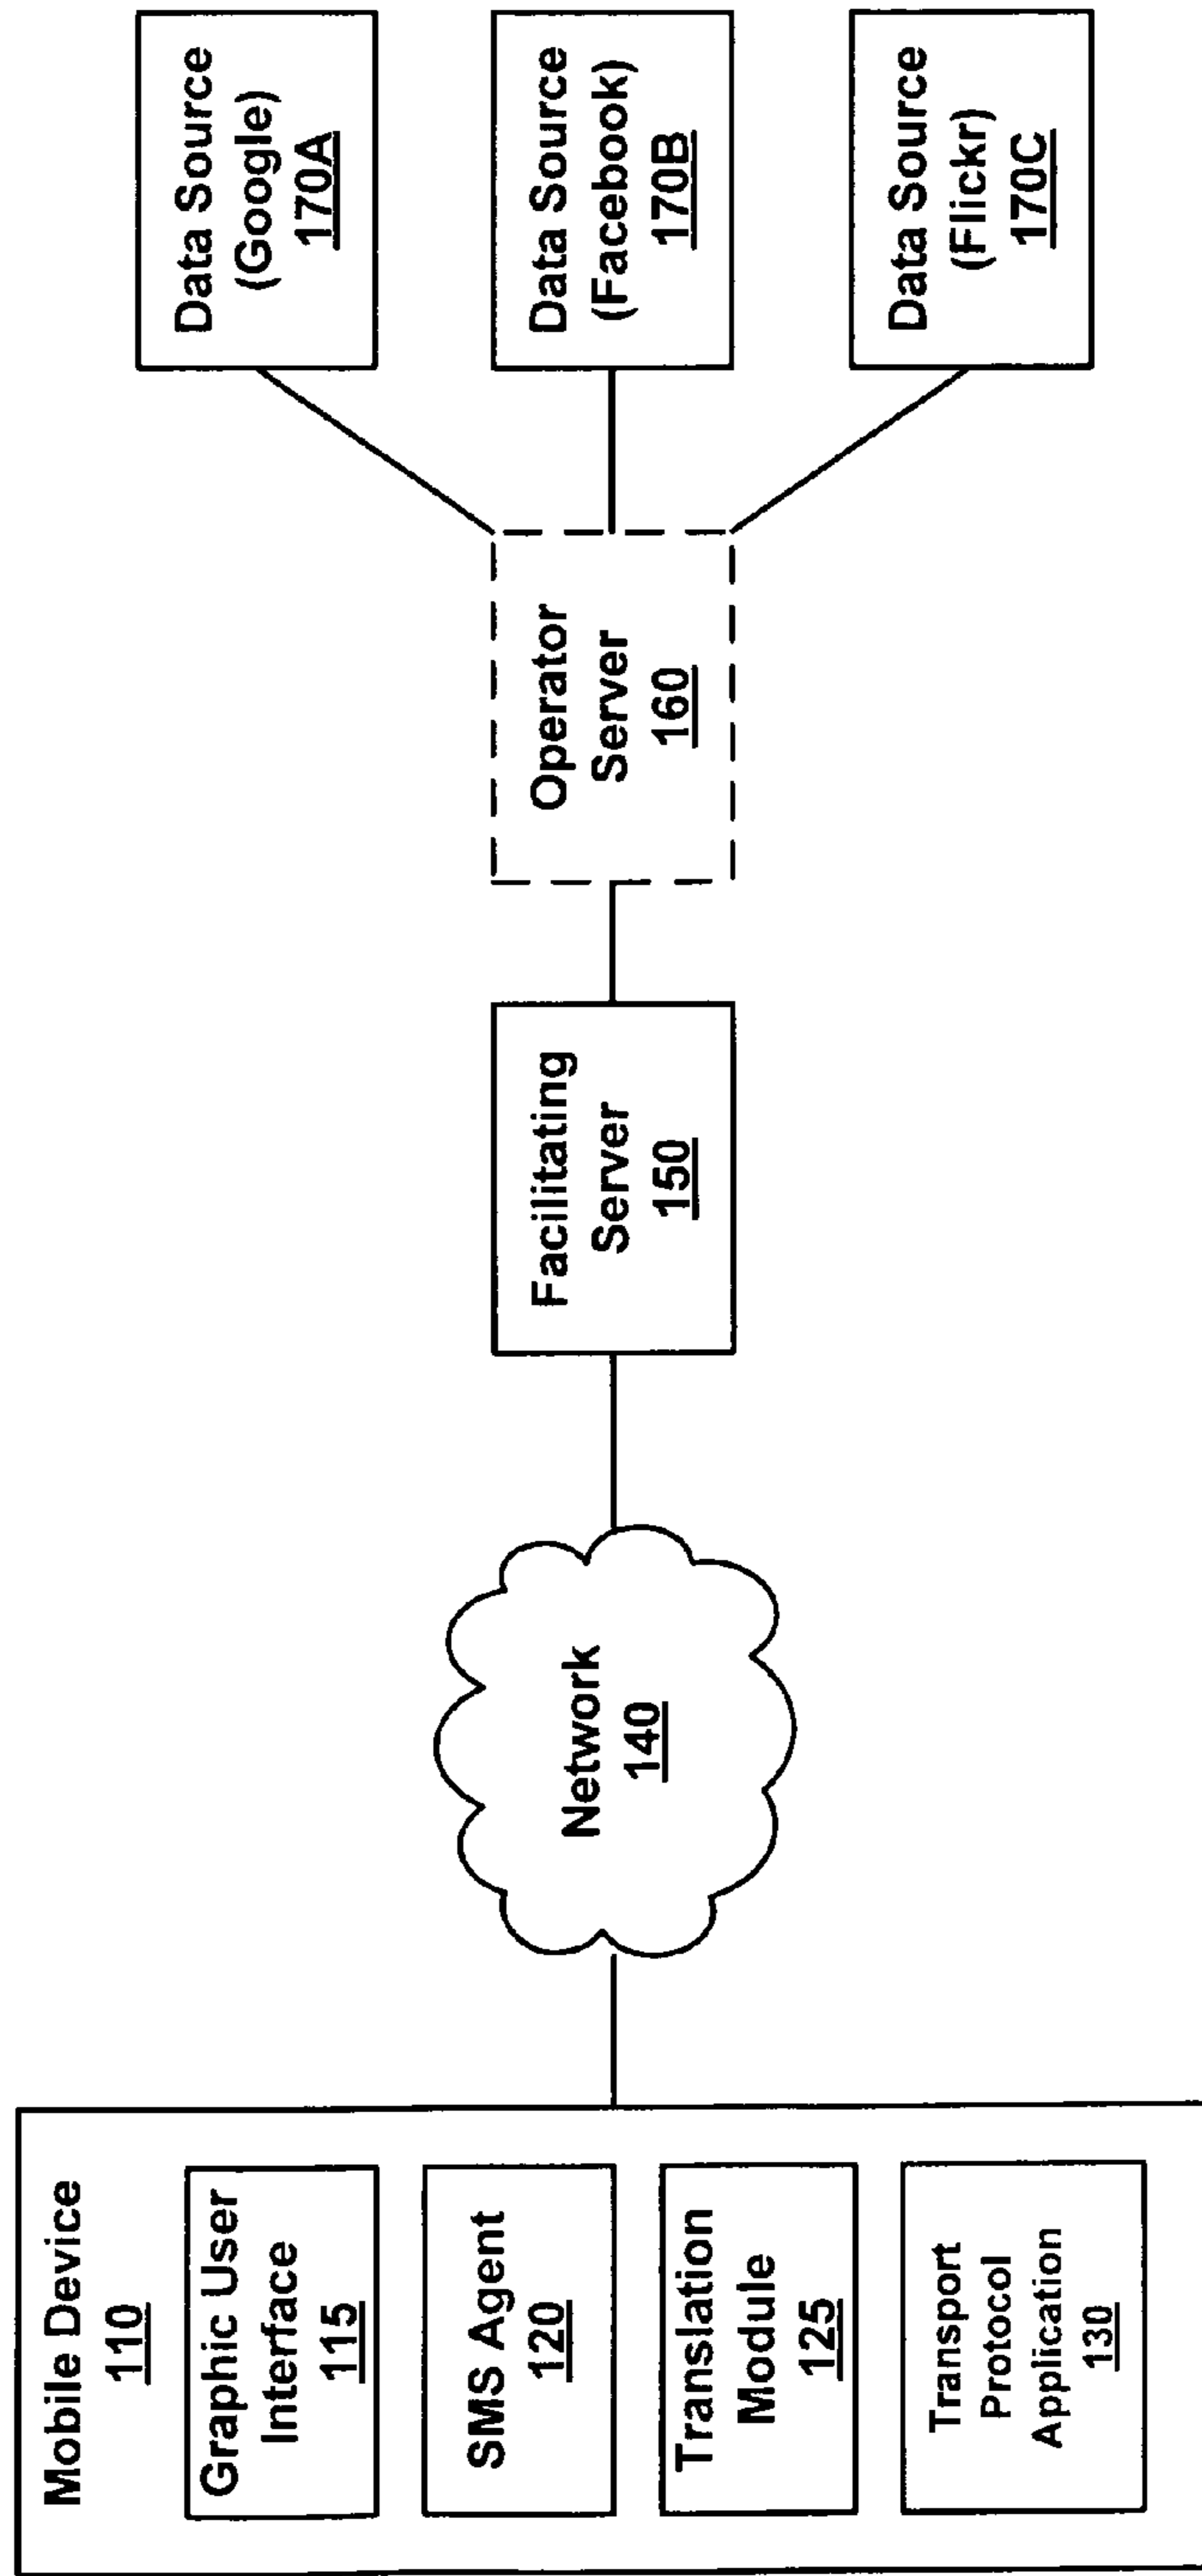 Mobile Device
110
Graphic User
Interface
115
SMS Agent
120
Translation
Module
125
Transport
Protocol
Application
130
Network
140
Facilitating
Server
150
Operator
Server
160
Data Source
(Google)
170A
Data Source
(Facebook)
170B
Data Source
(Flickr)
170C